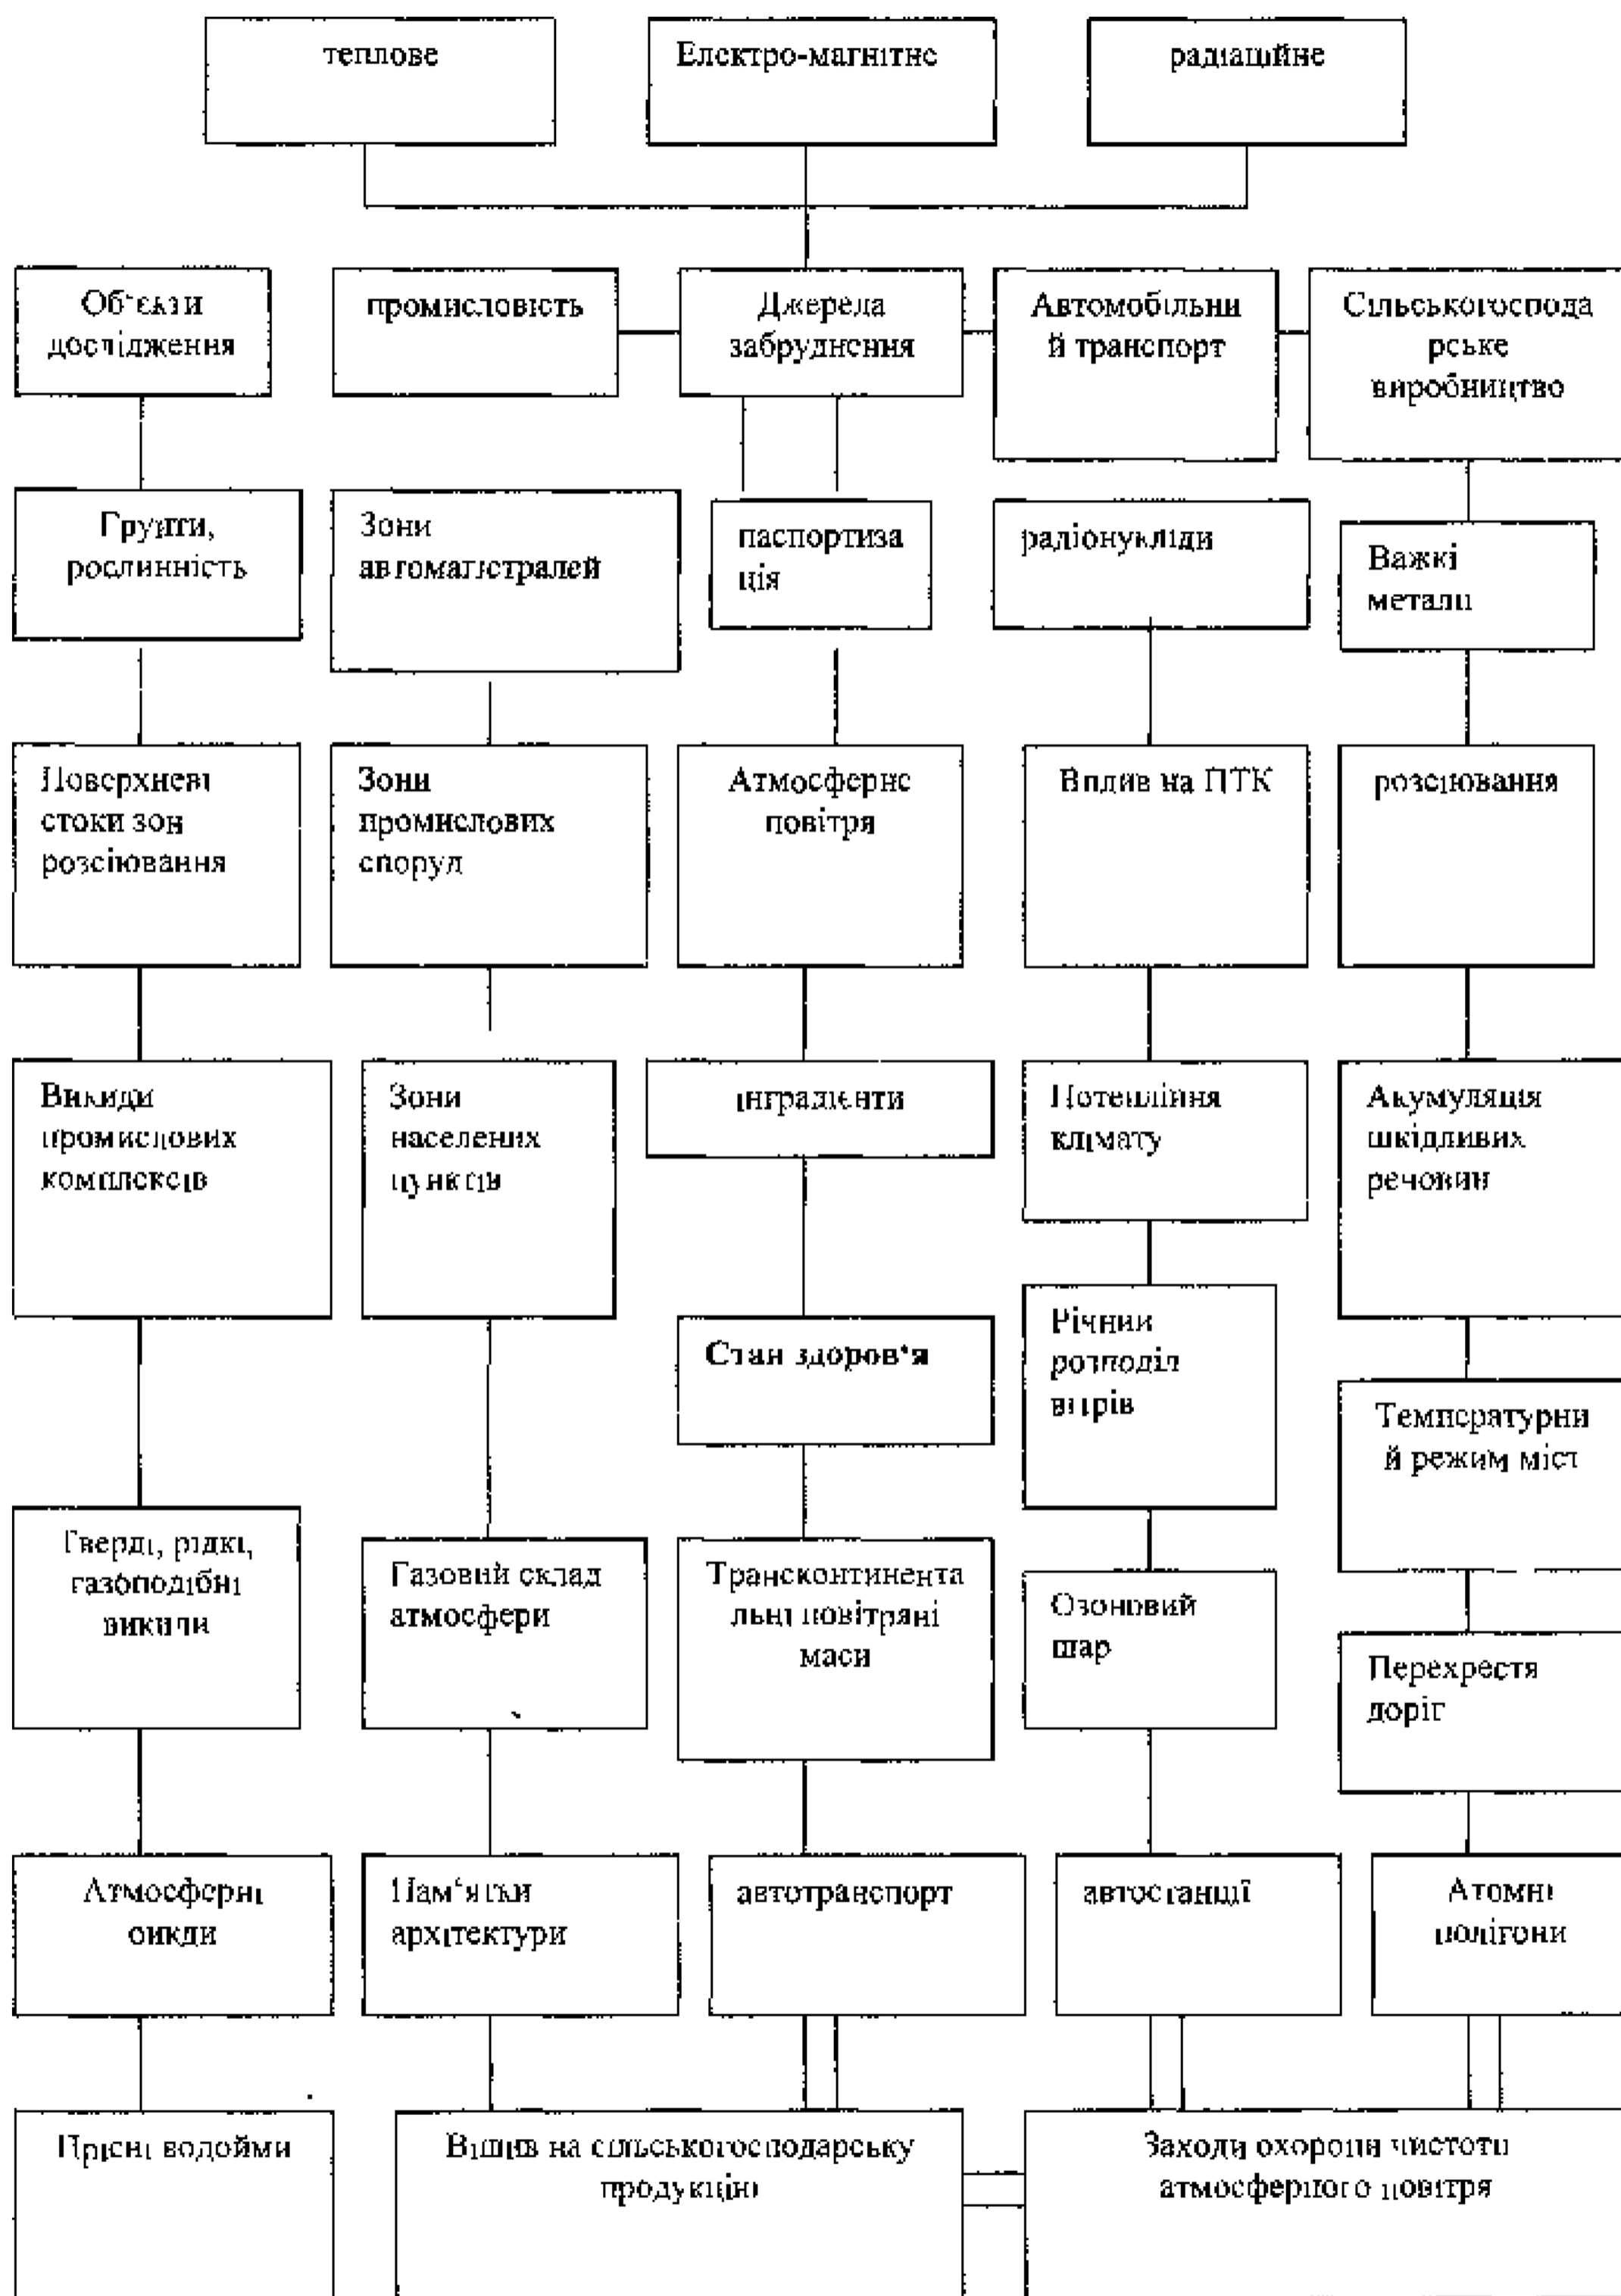 теплове
Електро-магнітне
радіаційне
Об‘єкти
дослідження
промисловість
Джерела
забруднення
Автомобільни
й транспорт
Сільськогоспода
рське
виробництво
Грунти,
рослинність
Зони
автомагістралей
паспортиза
ція
радіонукліди
Важкі
метали
Поверхневі
стоки зон
розсіювання
Зони
промислових
споруд
Атмосферне
повітря
Вплив на ПТК
розсіювання
Викиди
промислових
комплексів
Зони
населених
пунктів
інградієнти
Потепління
клімату
Акумуляція
шкідливих
речовин
Стан здоров‘я
Річний
розподіл
вітрів
Температурни
й режим міст
Тверді, рідкі,
газоподібні
викиди
Газовий склад
атмосфери
Трансконтинента
льні повітряні
маси
Озоновий
шар
Перехрестя
доріг
Атмосферні
Пам‘ятки
архітектури
автотранспорт
автостанції
Атомні
полігони
Прісні водойми
Вплив на сільськогосподарську
продукцію
Заходи охорони чистоти
атмосферного повітря